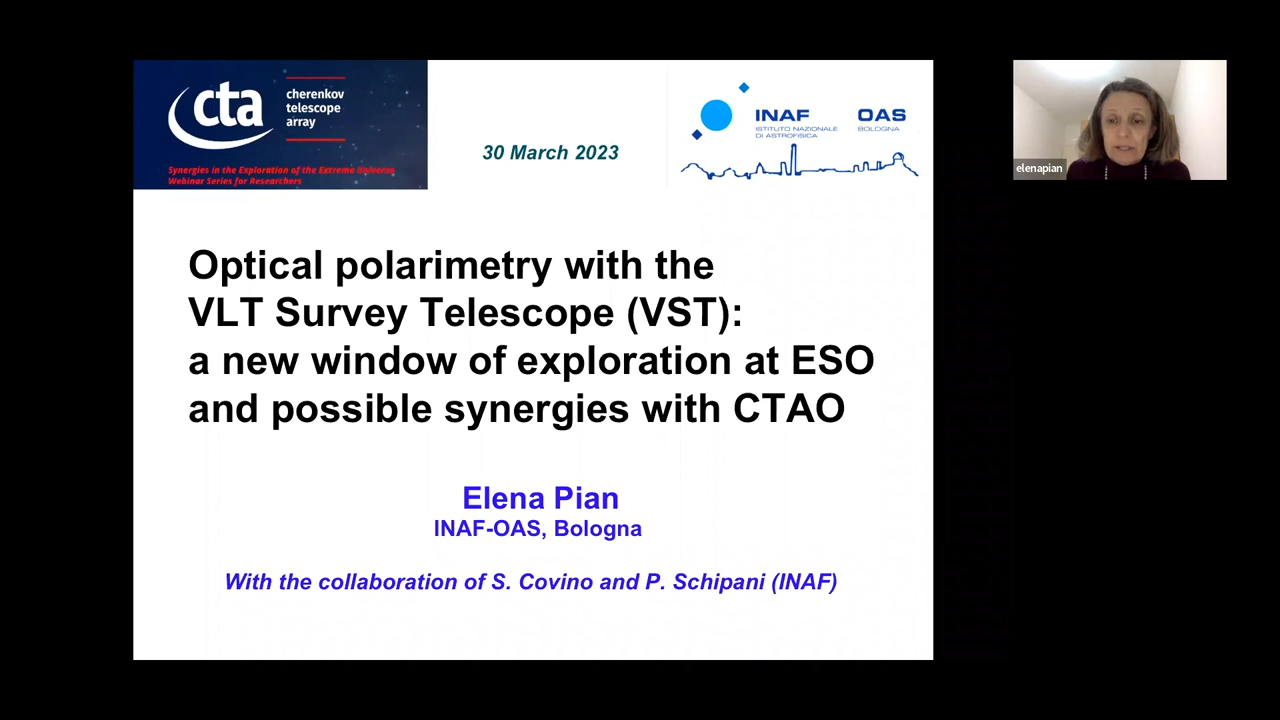 cta
cherenkov
telescope
array
Synergies in the Exploration of the Extreme Universe
Webinar Series for Researchers
30 March 2023
INAF
ISTITUTO NAZIONALE
DI ASTROFISICA
OAS
BOLOGNA
elenapian
Optical polarimetry with the
VLT Survey Telescope (VST):
a new window of exploration at ESO
and possible synergies with CTAO
Elena Pian
INAF-OAS, Bologna
With the collaboration of S. Covino and P. Schipani (INAF)